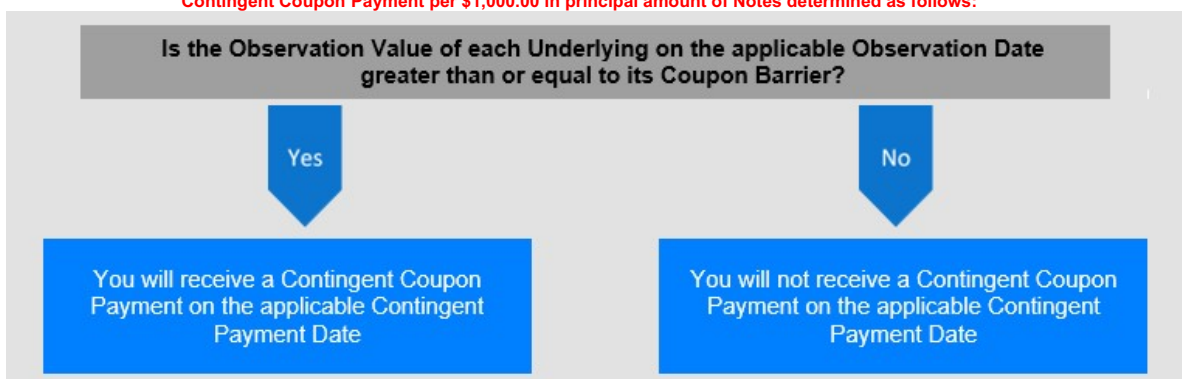 Contingent Coupon Payment per $1,000.00 in principal amount of Notes determined as follows:
Is the Observation Value of each Underlying on the applicable Observation Date
greater than or equal to its Coupon Barrier?
Yes
No
You will receive a Contingent Coupon
Payment on the applicable Contingent
Payment Date
You will not receive a Contingent Coupon
Payment on the applicable Contingent
Payment Date